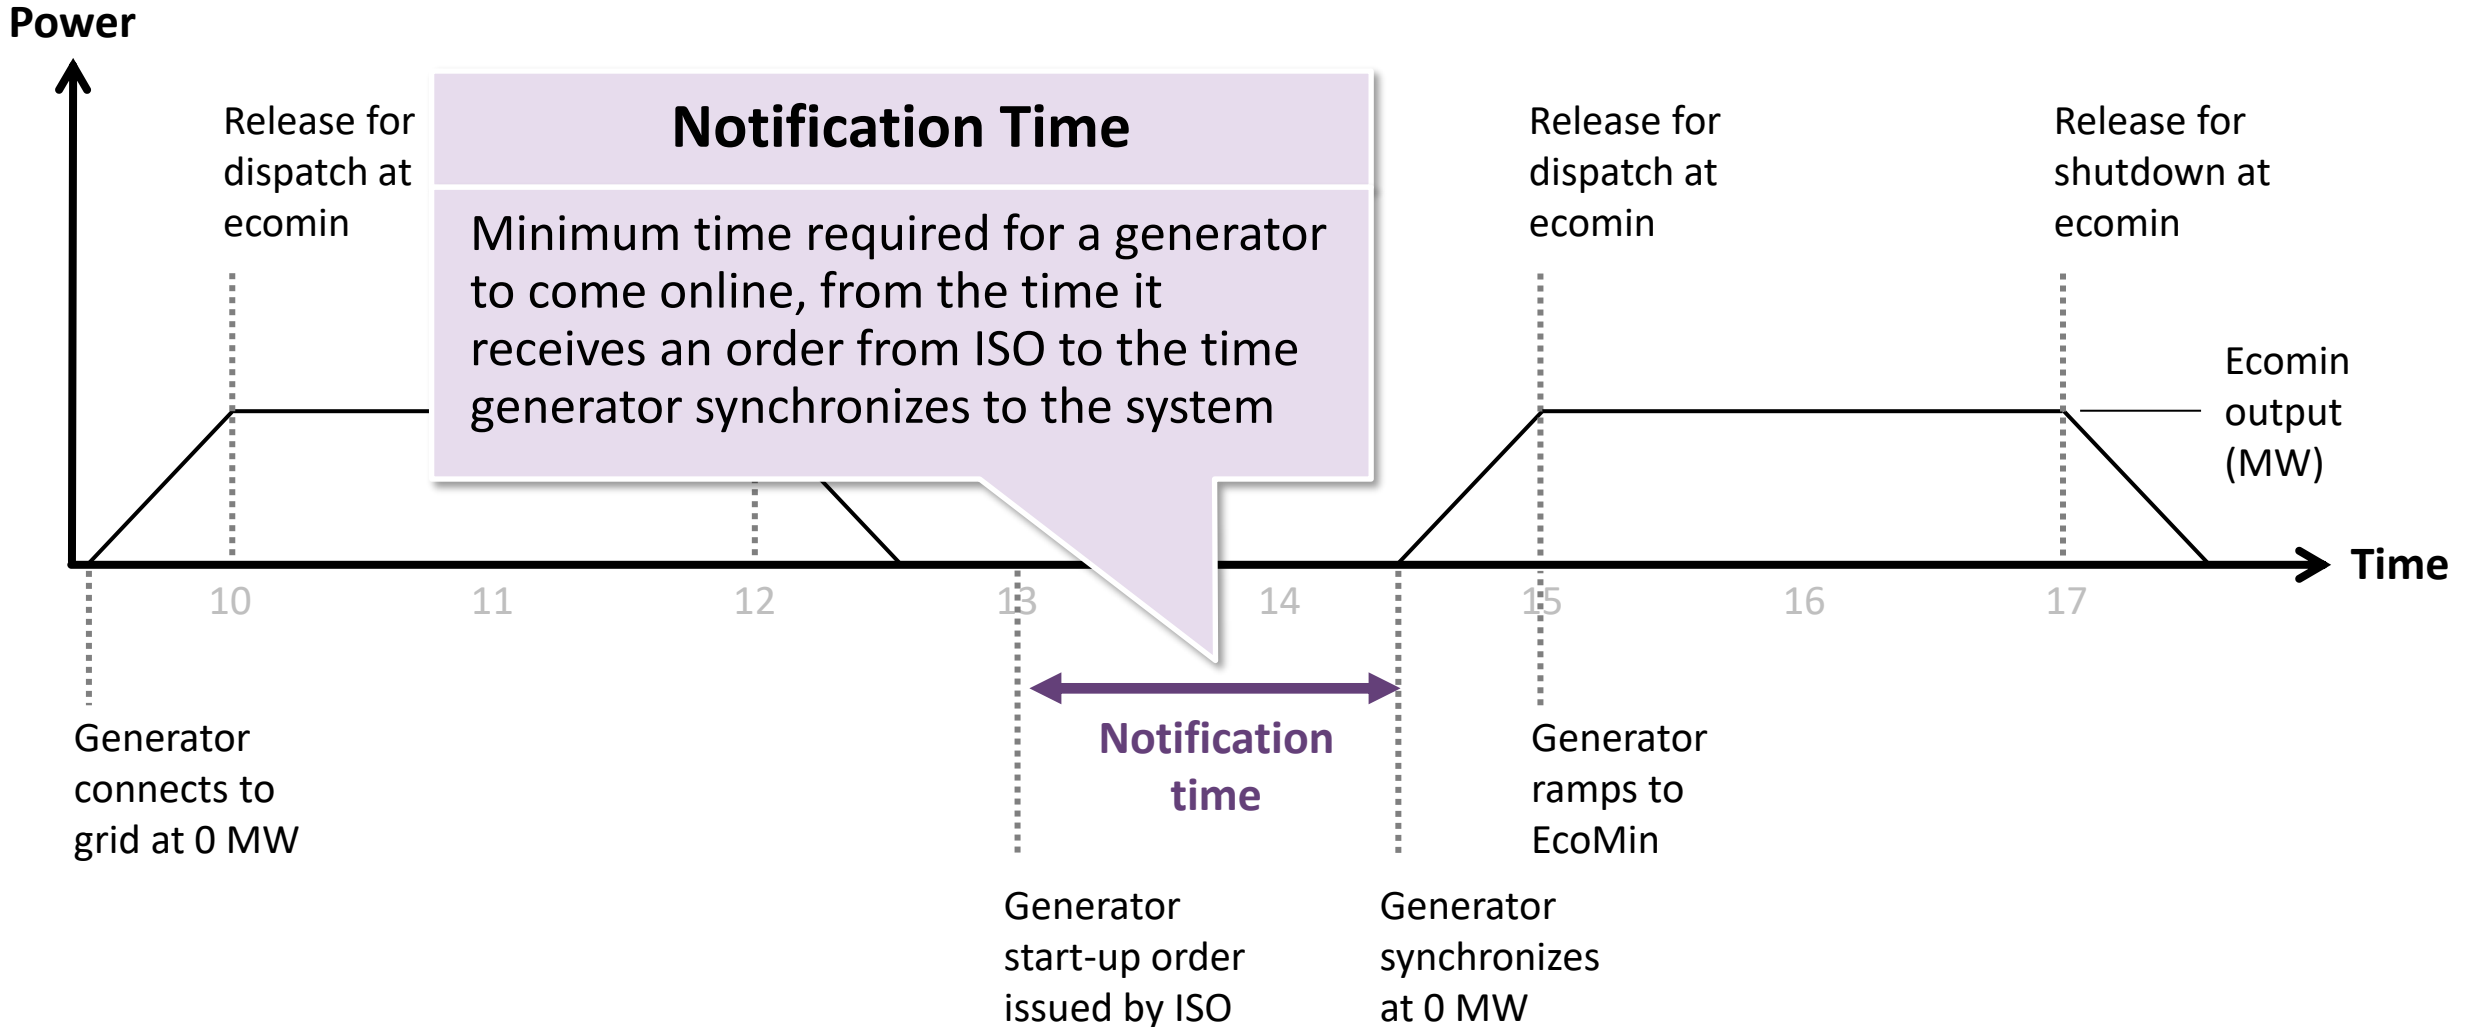 Power
Release for
dispatch at
ecomin
Notification Time
Minimum time required for a generator
to come online, from the time it
receives an order from ISO to the time
generator synchronizes to the system
Release for
dispatch at
ecomin
Release for
shutdown at
ecomin
Ecomin
output
(MW)
Time
10
11
12
13
14
15
16
17
Generator
connects to
grid at 0 MW
Notification
time
Generator
ramps to
EcoMin
Generator
start-up order
issued by ISO
Generator
synchronizes
at 0 MW